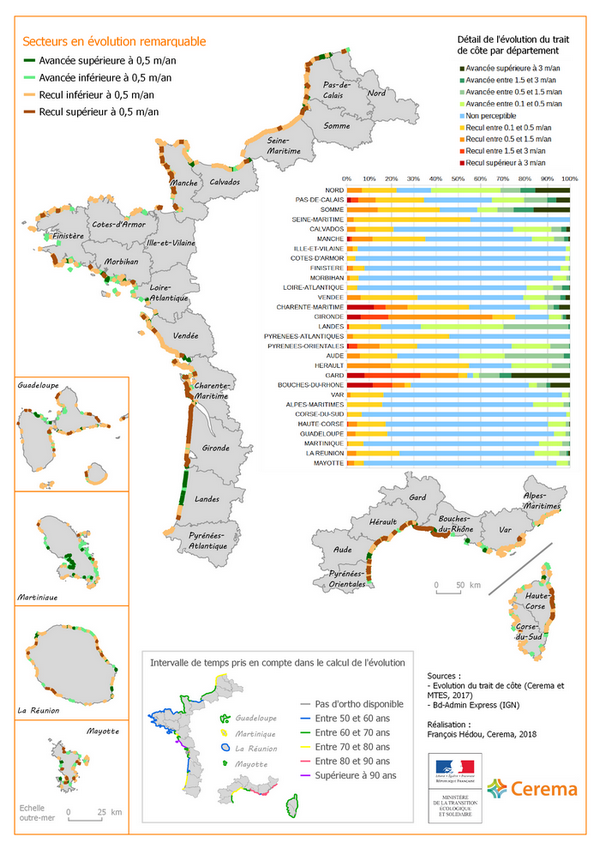 Secteurs en évolution remarquable
Avancée supérieure à 0,5 m/an
Avancée inférieure à 0,5 m/an
Recul inférieur à 0,5 m/an
Recul supérieur à 0,5 m/an
Détail de l'évolution du trait
de côte par département
Avancée supérieure à 3 m/an
Avancée entre 1.5 et 3 m/an
Avancée entre 0.5 et 1.5 m/an
Avancée entre 0.1 et 0.5 m/an
Non perceptible
Recul entre 0.1 et 0.5 m/an
Recul entre 0.5 et 1.5 m/an
Recul entre 1.5 et 3 m/an
Recul supérieur à 3 m/an
0% 10% 20% 30% 40% 50% 60% 70% 80% 90% 100%
NORD
PAS-DE-CALAIS
SOMME
SEINE-MARITIME
CALVADOS
MANCHE
ILLE-ET-VILAINE
COTES-D'ARMOR
FINISTERE
MORBIHAN
LOIRE-ATLANTIQUE
VENDEE
CHARENTE-MARITIME
GIRONDE
LANDES
PYRENEES-ATLANTIQUES
PYRENEES-ORIENTALES
AUDE
HERAULT
GARD
BOUCHES-DU-RHONE
VAR
ALPES-MARITIMES
CORSE-DU-SUD
HAUTE-CORSE
GUADELOUPE
MARTINIQUE
LA REUNION
MAYOTTE
Pas-de-
Calais
Nord
Somme
Seine-
Maritime
Manche
Calvados
Cotes-d'Armor
Finistère
Ille-et-Vilaine
Morbihan
Loire-
Atlantique
Vendée
Charente-
Maritime
Gironde
Landes
Pyrénées-
Atlantique
Guadeloupe
Martinique
La Réunion
Mayotte
Echelle
outre-mer
0 25 km
Gard
Alpes-
Maritimes
Hérault
Bouches-
du-Rhône
Var
Aude
Pyrénées-
Orientales
0 50 km
Haute-
Corse
Corse-
du-Sud
Intervalle de temps pris en compte dans le calcul de l'évolution
Guadeloupe
Martinique
La Réunion
Mayotte
Pas d'ortho disponible
Entre 50 et 60 ans
Entre 60 et 70 ans
Entre 70 et 80 ans
Entre 80 et 90 ans
Supérieure à 90 ans
Sources :
- Evolution du trait de côte (Cerema et
MTES, 2017)
- Bd-Admin Express (IGN)
Réalisation :
François Hédou, Cerema, 2018
Liberté • Égalité • Fraternité
RÉPUBLIQUE FRANÇAISE
MINISTÈRE
DE LA TRANSITION
ÉCOLOGIQUE
ET SOLIDAIRE
Cerema